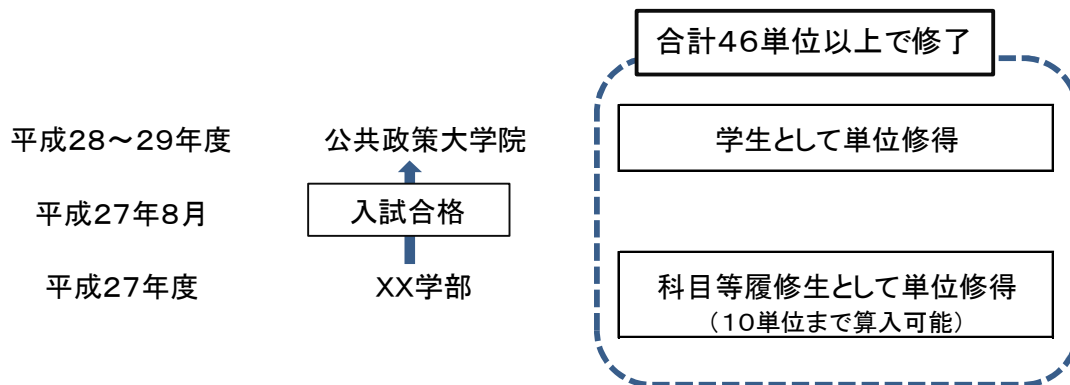 合計46単位以上で修了
平成28～29年度
公共政策大学院
学生として単位修得
平成27年8月
入試合格
平成27年度
XX学部
科目等履修生として単位修得
（10単位まで算入可能）